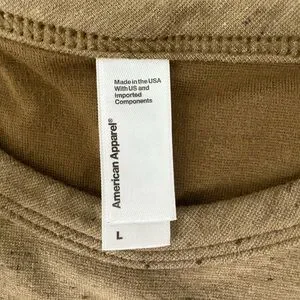 Made in the USA
With US and
Imported
Components
American Apparel®
L